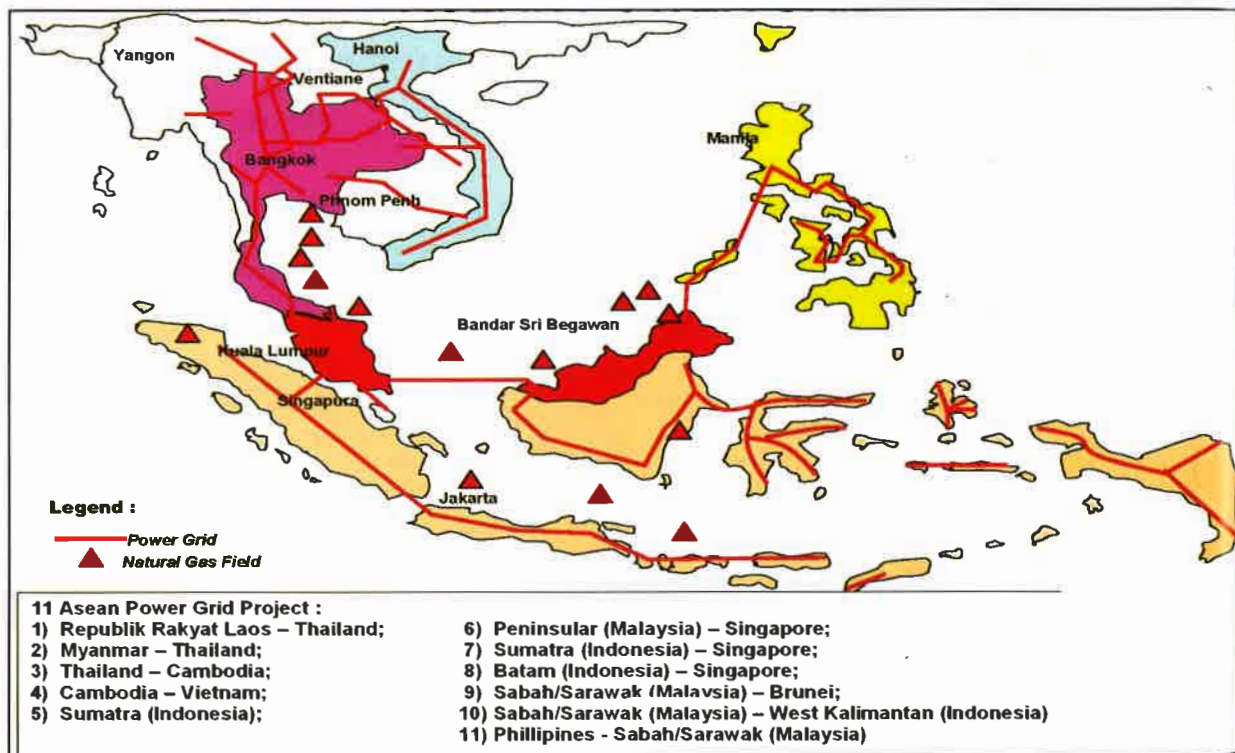 Yangon
Hanoi
Ventiane
Manila
Bangkok
Phnom Penh
Bandar Sri Begawan
Kuala Lumpur
Singapura
Jakarta
Legend :
Power Grid
Natural Gas Field
11 Asean Power Grid Project :
1) Republik Rakyat Laos – Thailand;
2) Myanmar – Thailand;
3) Thailand – Cambodia;
4) Cambodia – Vietnam;
5) Sumatra (Indonesia);
6) Peninsular (Malaysia) – Singapore;
7) Sumatra (Indonesia) – Singapore;
8) Batam (Indonesia) – Singapore;
9) Sabah/Sarawak (Malaysia) – Brunei;
10) Sabah/Sarawak (Malaysia) – West Kalimantan (Indonesia)
11) Phillipines - Sabah/Sarawak (Malaysia)